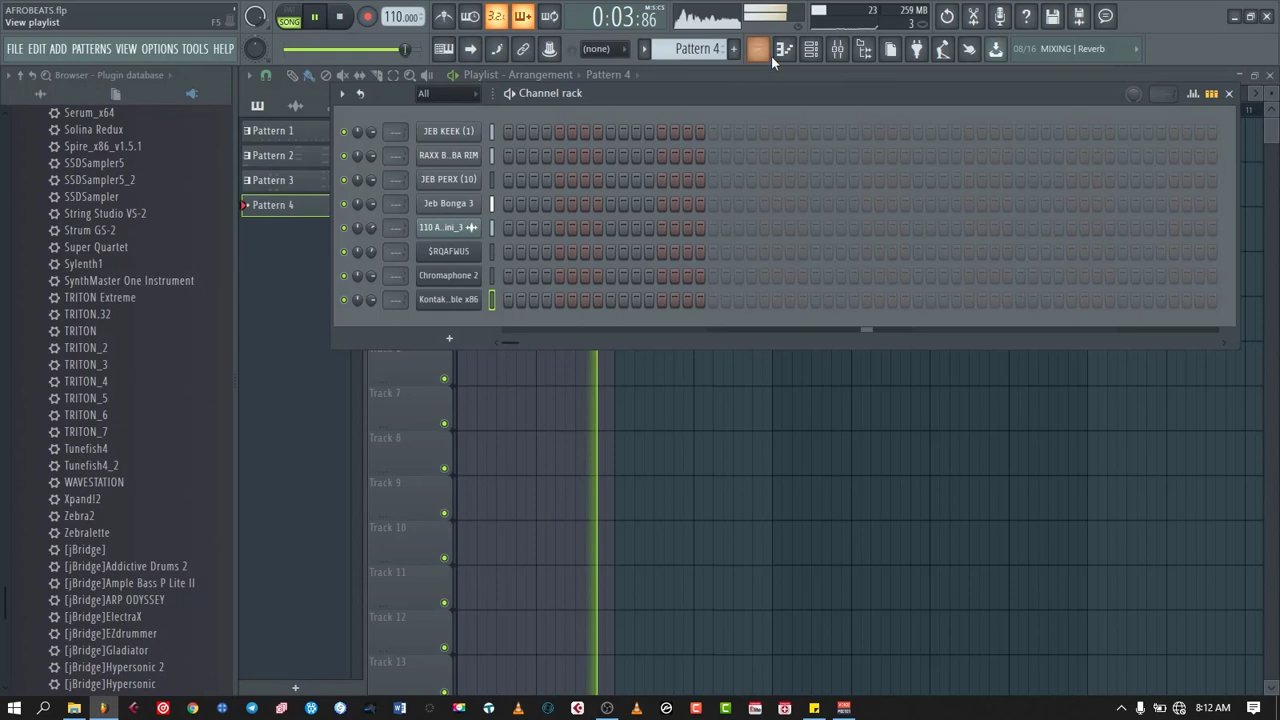 AFROBEATS.flp
View playlist
F5
SONG
110.000
3.2
0:03:86
M:S:CS
23
259 MB
3
FILE EDIT ADD PATTERNS VIEW OPTIONS TOOLS HELP
(none)
Pattern 4
+
08/16 MIXING | Reverb
Browser - Plugin database
Playlist - Arrangement › Pattern 4 ›
All
Channel rack
11
Serum_x64
Solina Redux
Spire_x86_v1.5.1
SSDSampler5
SSDSampler5_2
SSDSampler
String Studio VS-2
Strum GS-2
Super Quartet
Sylenth1
SynthMaster One Instrument
TRITON Extreme
TRITON.32
TRITON
TRITON_2
TRITON_3
TRITON_4
TRITON_5
TRITON_6
TRITON_7
Tunefish4
Tunefish4_2
WAVESTATION
Xpand!2
Zebra2
Zebralette
[jBridge]
[jBridge]Addictive Drums 2
[jBridge]Ample Bass P Lite II
[jBridge]ARP ODYSSEY
[jBridge]ElectraX
[jBridge]EZdrummer
[jBridge]Gladiator
[jBridge]Hypersonic 2
[jBridge]Hypersonic
Pattern 1
Pattern 2
Pattern 3
Pattern 4
JEB KEEK (1)
RAXX B..BA RIM
JEB PERX (10)
Jeb Bonga 3
110 A..ini_3
$RQAFWUS
Chromaphone 2
Kontak..ble x86
+
Track 7
Track 8
Track 9
Track 10
Track 11
Track 12
Track 13
+
8:12 AM